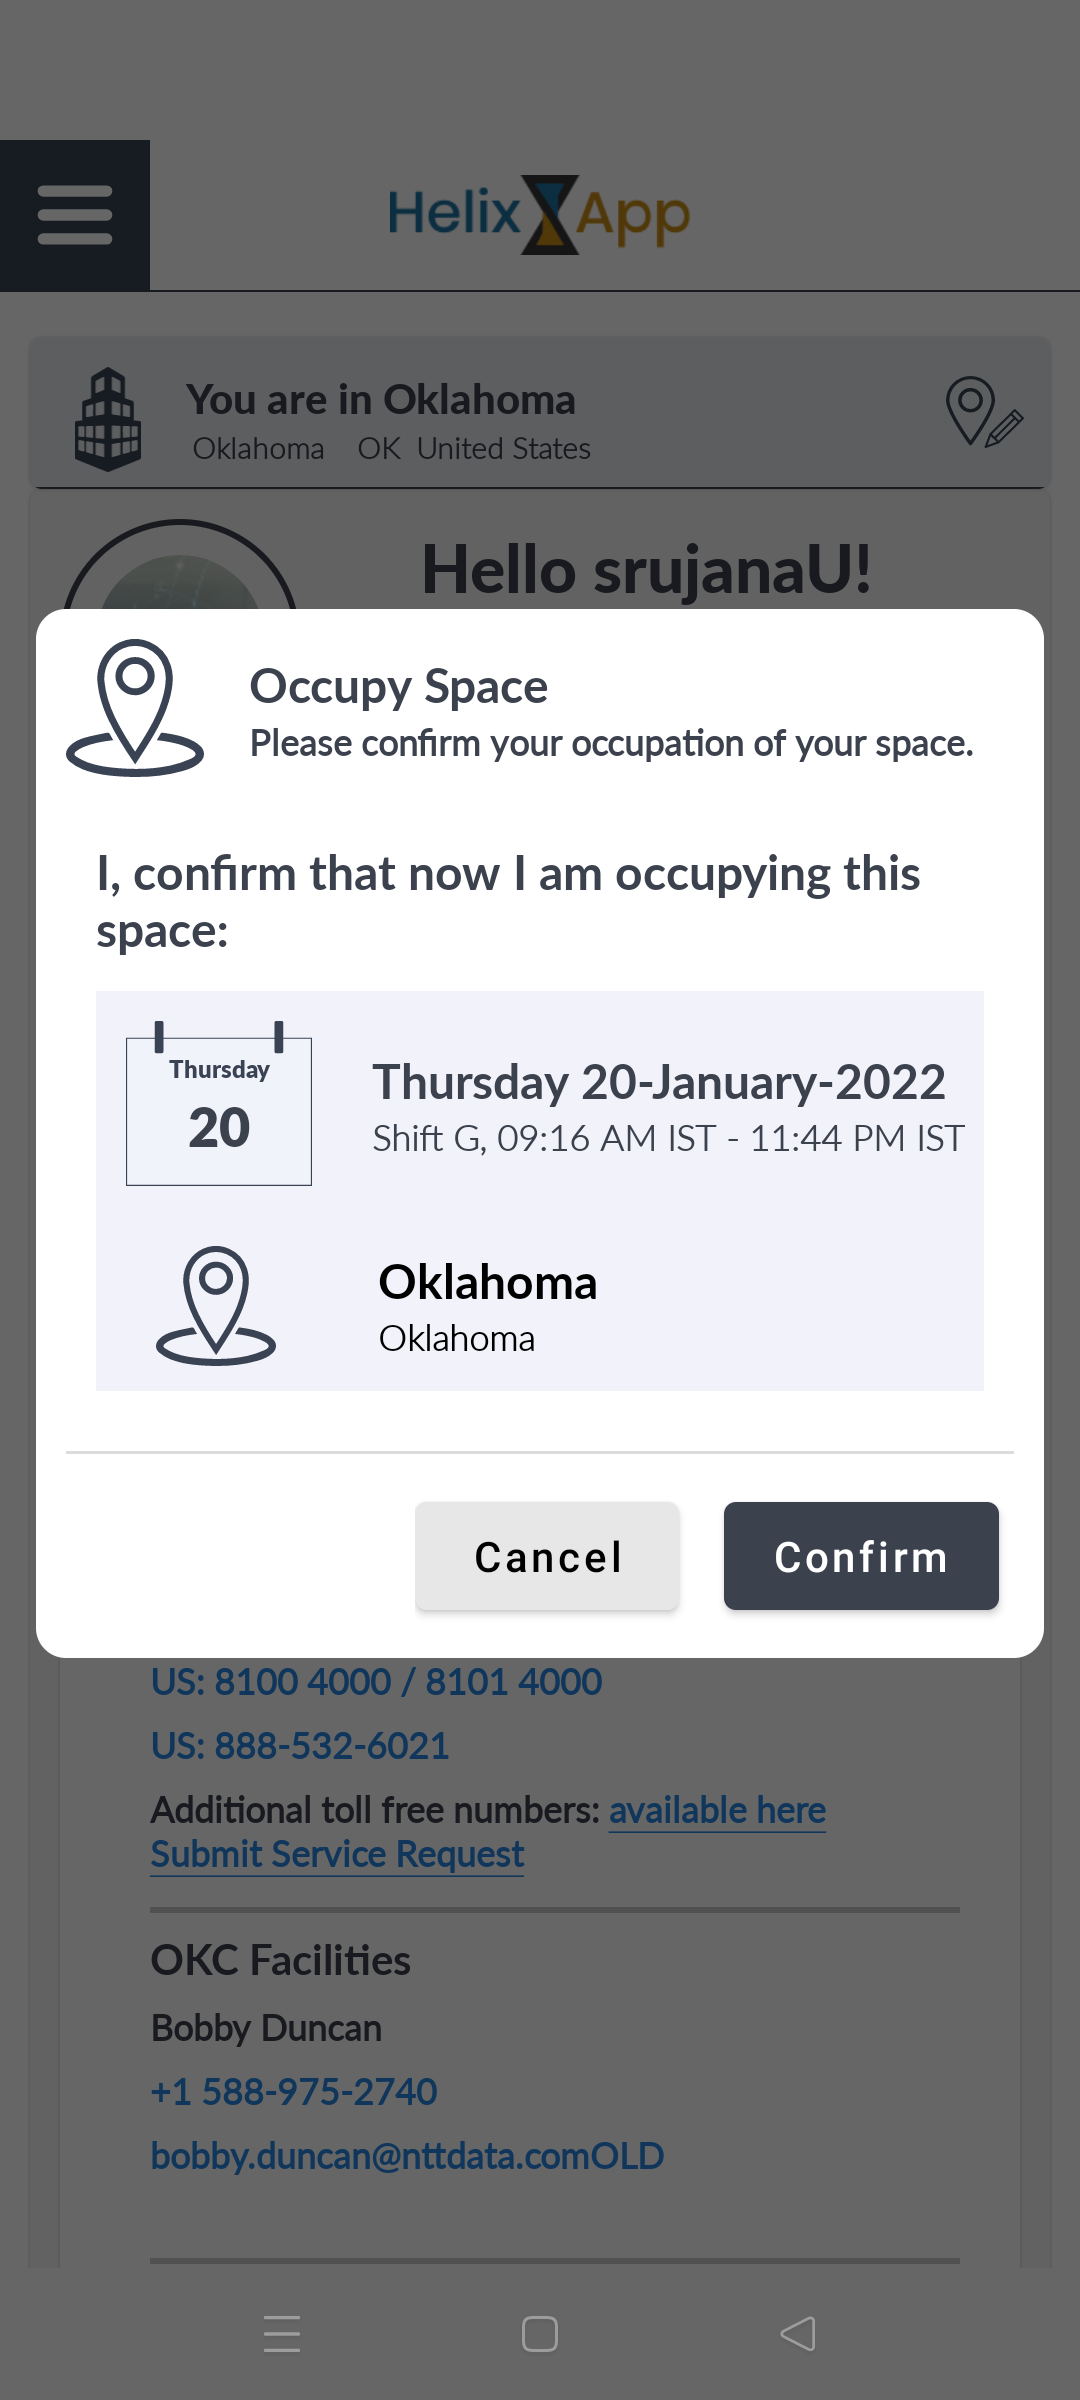 Helix App
You are in Oklahoma
Oklahoma OK United States
Hello srujanaU!
Occupy Space
Please confirm your occupation of your space.
I, confirm that now I am occupying this
space:
Thursday
20
Thursday 20-January-2022
Shift G, 09:16 AM IST - 11:44 PM IST
Oklahoma
Oklahoma
Cancel
Confirm
US: 8100 4000 / 8101 4000
US: 888-532-6021
Additional toll free numbers: available here
Submit Service Request
OKC Facilities
Bobby Duncan
+1 588-975-2740
bobby.duncan@nttdata.comOLD